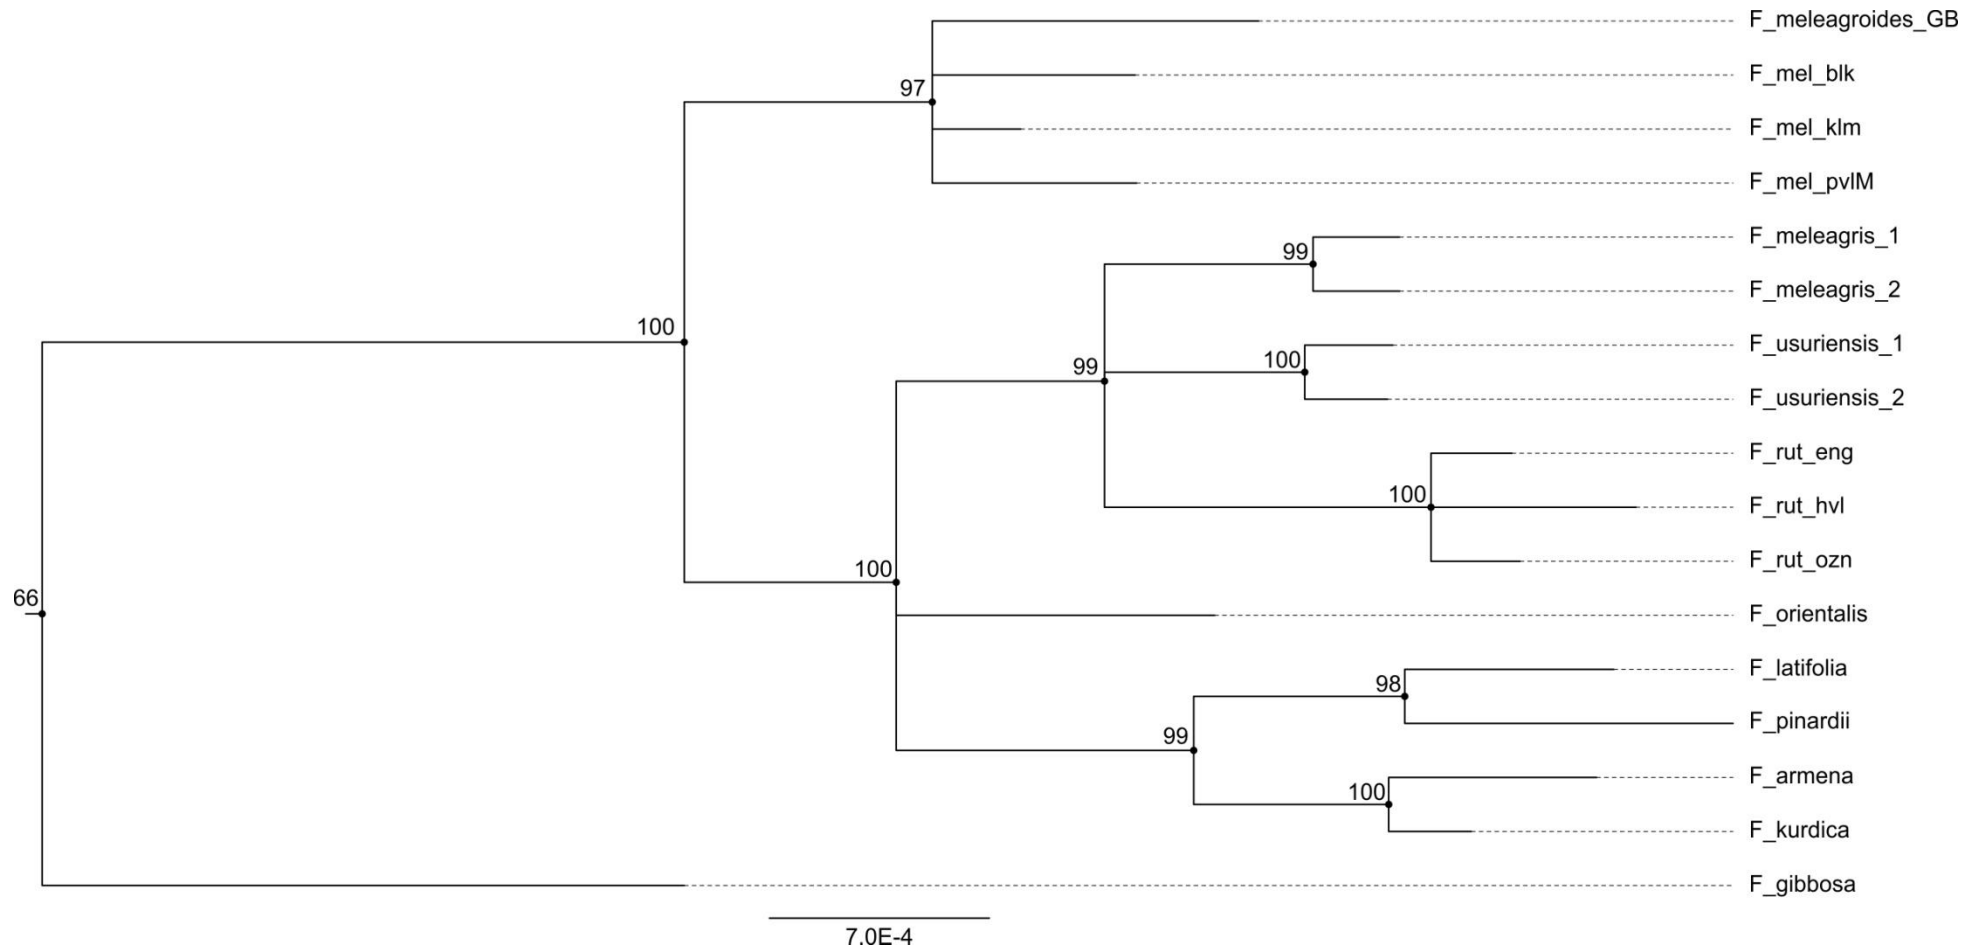 F_meleagroides_GB
F_mel_blk
97
F_mel_klm
F_mel_pvlM
F_meleagris_1
99
F_meleagris_2
100
F_usuriensis_1
99
100
F_usuriensis_2
F_rut_eng
100
F_rut_hvl
F_rut_ozn
100
66
F_orientalis
F_latifolia
98
F_pinardii
99
F_armena
100
F_kurdica
F_gibbosa
7,0E-4